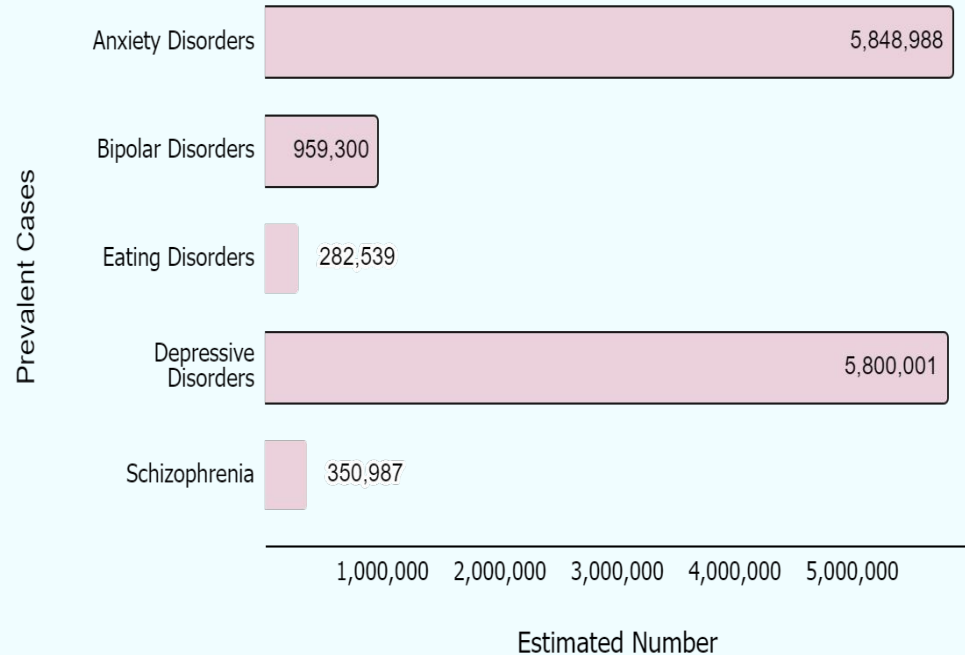 Prevalent Cases
Anxiety Disorders
5,848,988
Bipolar Disorders
959,300
Eating Disorders
282,539
Depressive
Disorders
5,800,001
Schizophrenia
350,987
1,000,000 2,000,000 3,000,000 4,000,000 5,000,000
Estimated Number